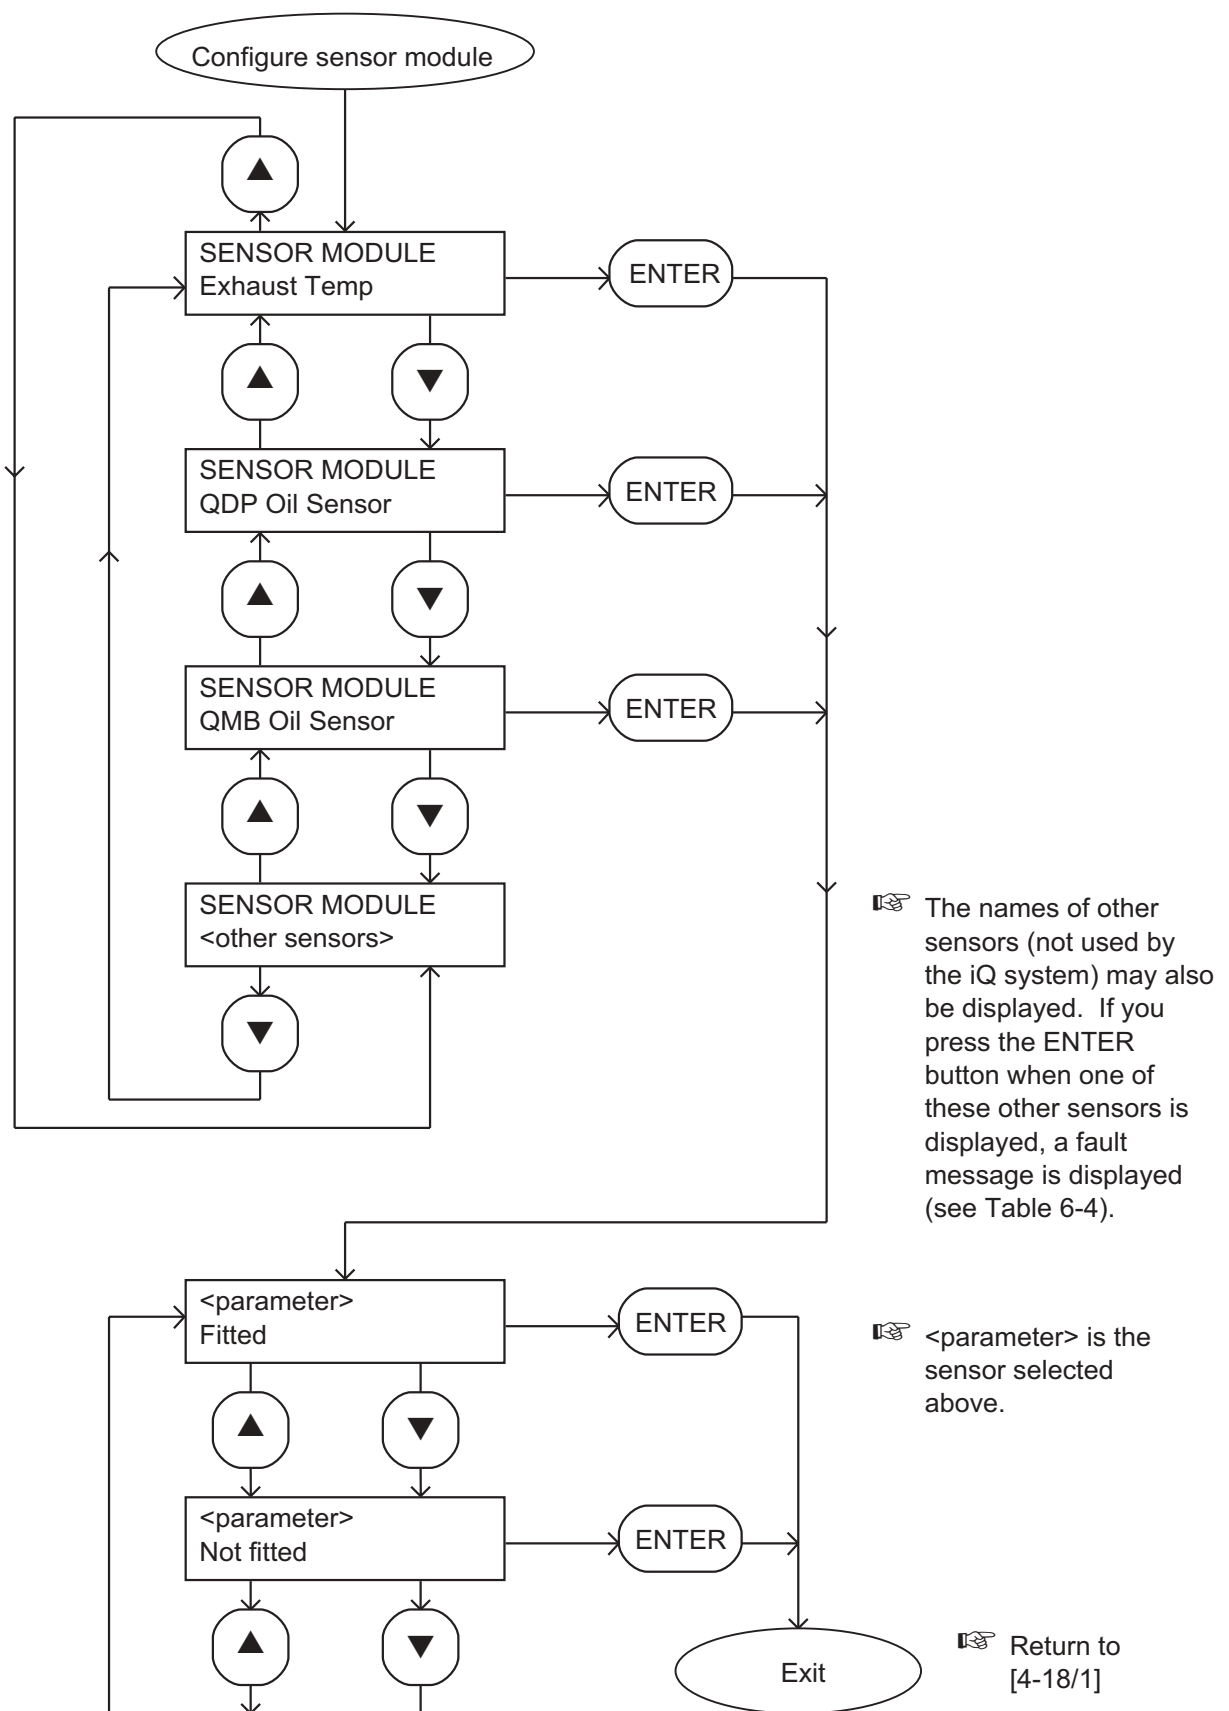 Configure sensor module
▲
SENSOR MODULE
Exhaust Temp
ENTER
▲
▼
SENSOR MODULE
QDP Oil Sensor
ENTER
▲
▼
SENSOR MODULE
QMB Oil Sensor
ENTER
▲
▼
SENSOR MODULE
<other sensors>
▼
☞ The names of other
sensors (not used by
the iQ system) may also
be displayed. If you
press the ENTER
button when one of
these other sensors is
displayed, a fault
message is displayed
(see Table 6-4).
<parameter>
Fitted
ENTER
☞ <parameter> is the
sensor selected
above.
▲
▼
<parameter>
Not fitted
ENTER
▲
▼
Exit
☞ Return to
[4-18/1]